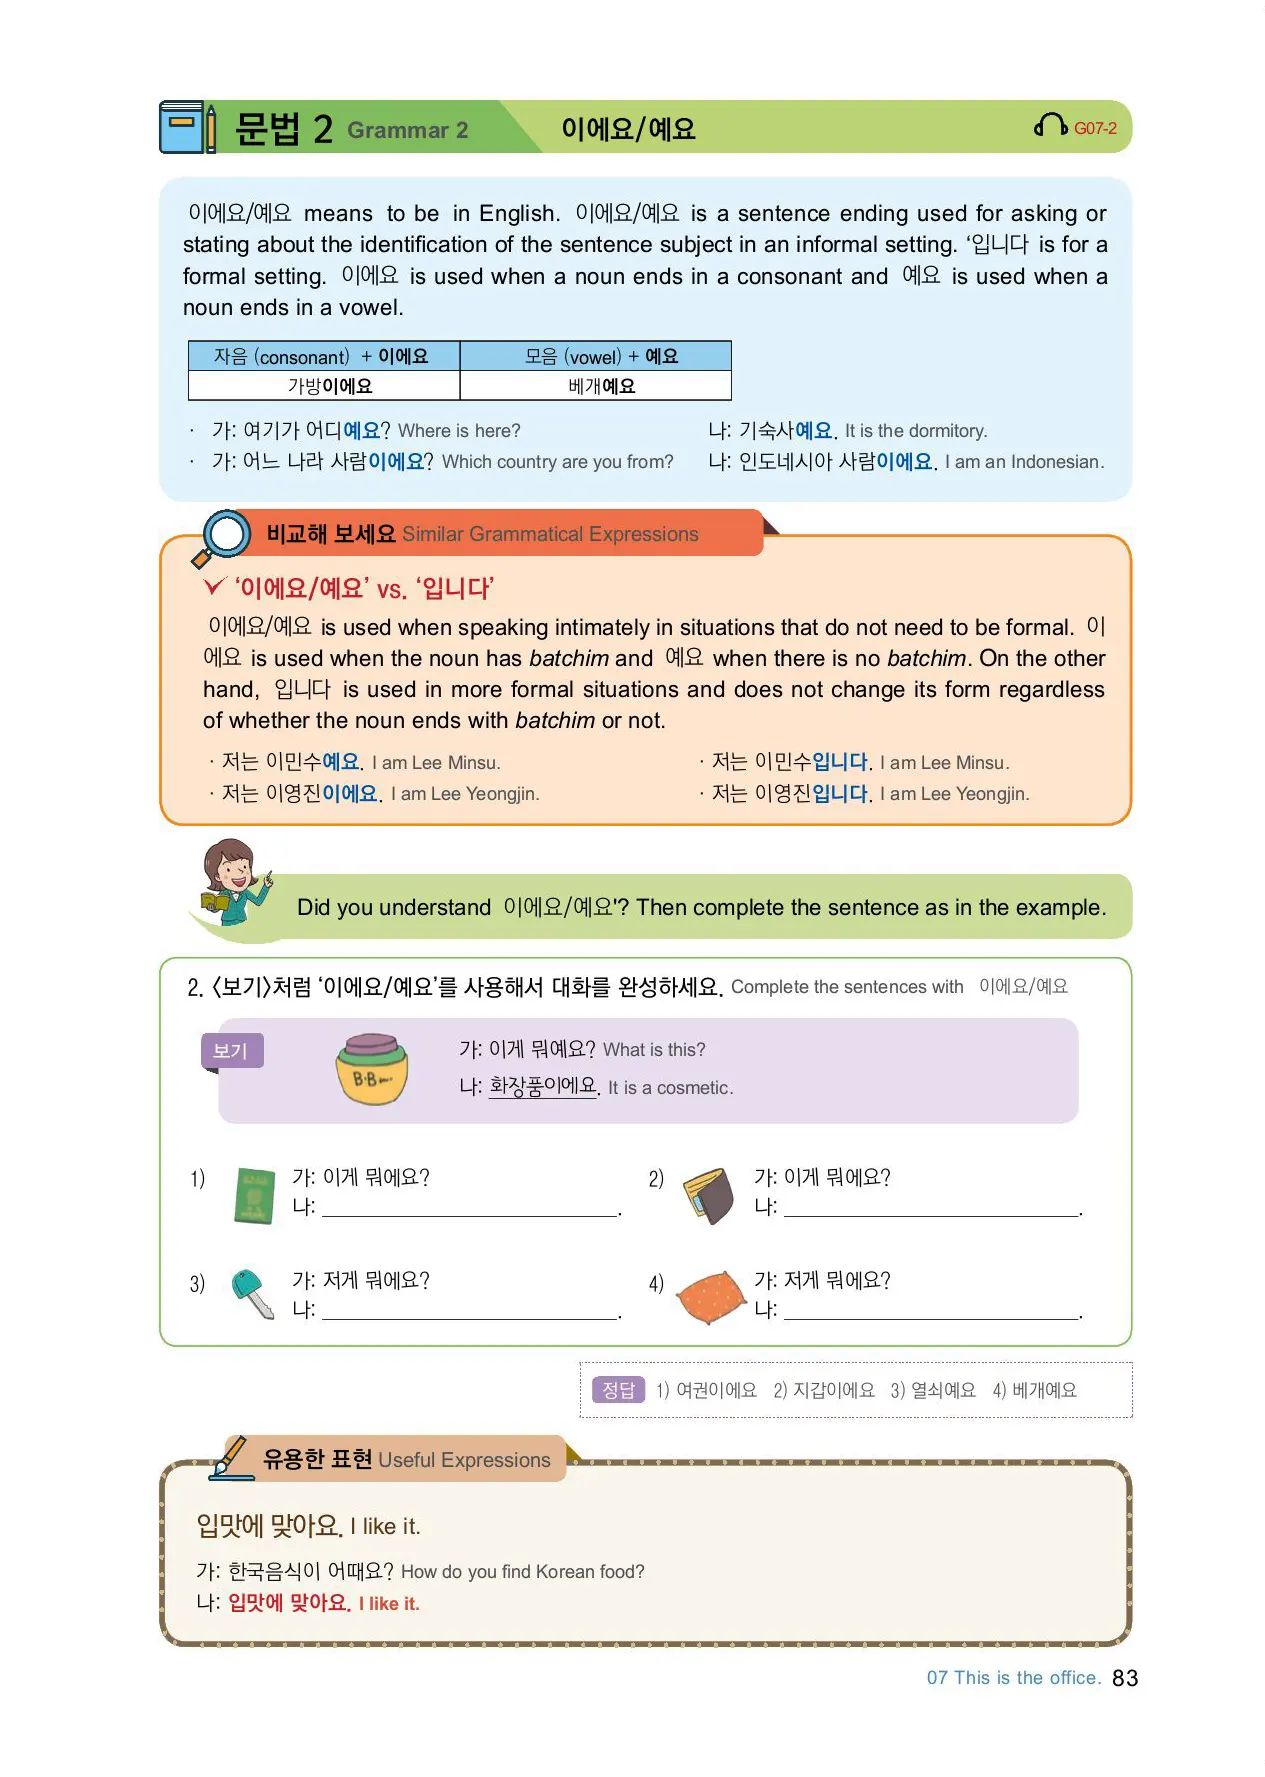 문법 2 Grammar 2 이에요/예요 G07-2
이에요/예요 means to be in English. 이에요/예요 is a sentence ending used for asking or
stating about the identification of the sentence subject in an informal setting. ‘입니다 is for a
formal setting. 이에요 is used when a noun ends in a consonant and 예요 is used when a
noun ends in a vowel.
자음 (consonant) + 이에요 모음 (vowel) + 예요
가방이에요 베개예요
· 가: 여기가 어디예요? Where is here? 나: 기숙사예요. It is the dormitory.
· 가: 어느 나라 사람이에요? Which country are you from? 나: 인도네시아 사람이에요. I am an Indonesian.
비교해 보세요 Similar Grammatical Expressions
‘이에요/예요’ vs. ‘입니다’
이에요/예요 is used when speaking intimately in situations that do not need to be formal. 이
에요 is used when the noun has batchim and 예요 when there is no batchim. On the other
hand, 입니다 is used in more formal situations and does not change its form regardless
of whether the noun ends with batchim or not.
· 저는 이민수예요. I am Lee Minsu. · 저는 이민수입니다. I am Lee Minsu.
· 저는 이영진이에요. I am Lee Yeongjin. · 저는 이영진입니다. I am Lee Yeongjin.
Did you understand 이에요/예요'? Then complete the sentence as in the example.
2. 〈보기〉처럼 ‘이에요/예요’를 사용해서 대화를 완성하세요. Complete the sentences with 이에요/예요
보기
B·B
가: 이게 뭐예요? What is this?
나: 화장품이에요. It is a cosmetic.
1) 가: 이게 뭐에요?
나: .
2) 가: 이게 뭐에요?
나: .
3) 가: 저게 뭐에요?
나: .
4) 가: 저게 뭐에요?
나: .
정답 1) 여권이에요 2) 지갑이에요 3) 열쇠예요 4) 베개예요
유용한 표현 Useful Expressions
입맛에 맞아요. I like it.
가: 한국음식이 어때요? How do you find Korean food?
나: 입맛에 맞아요. I like it.
07 This is the office. 83